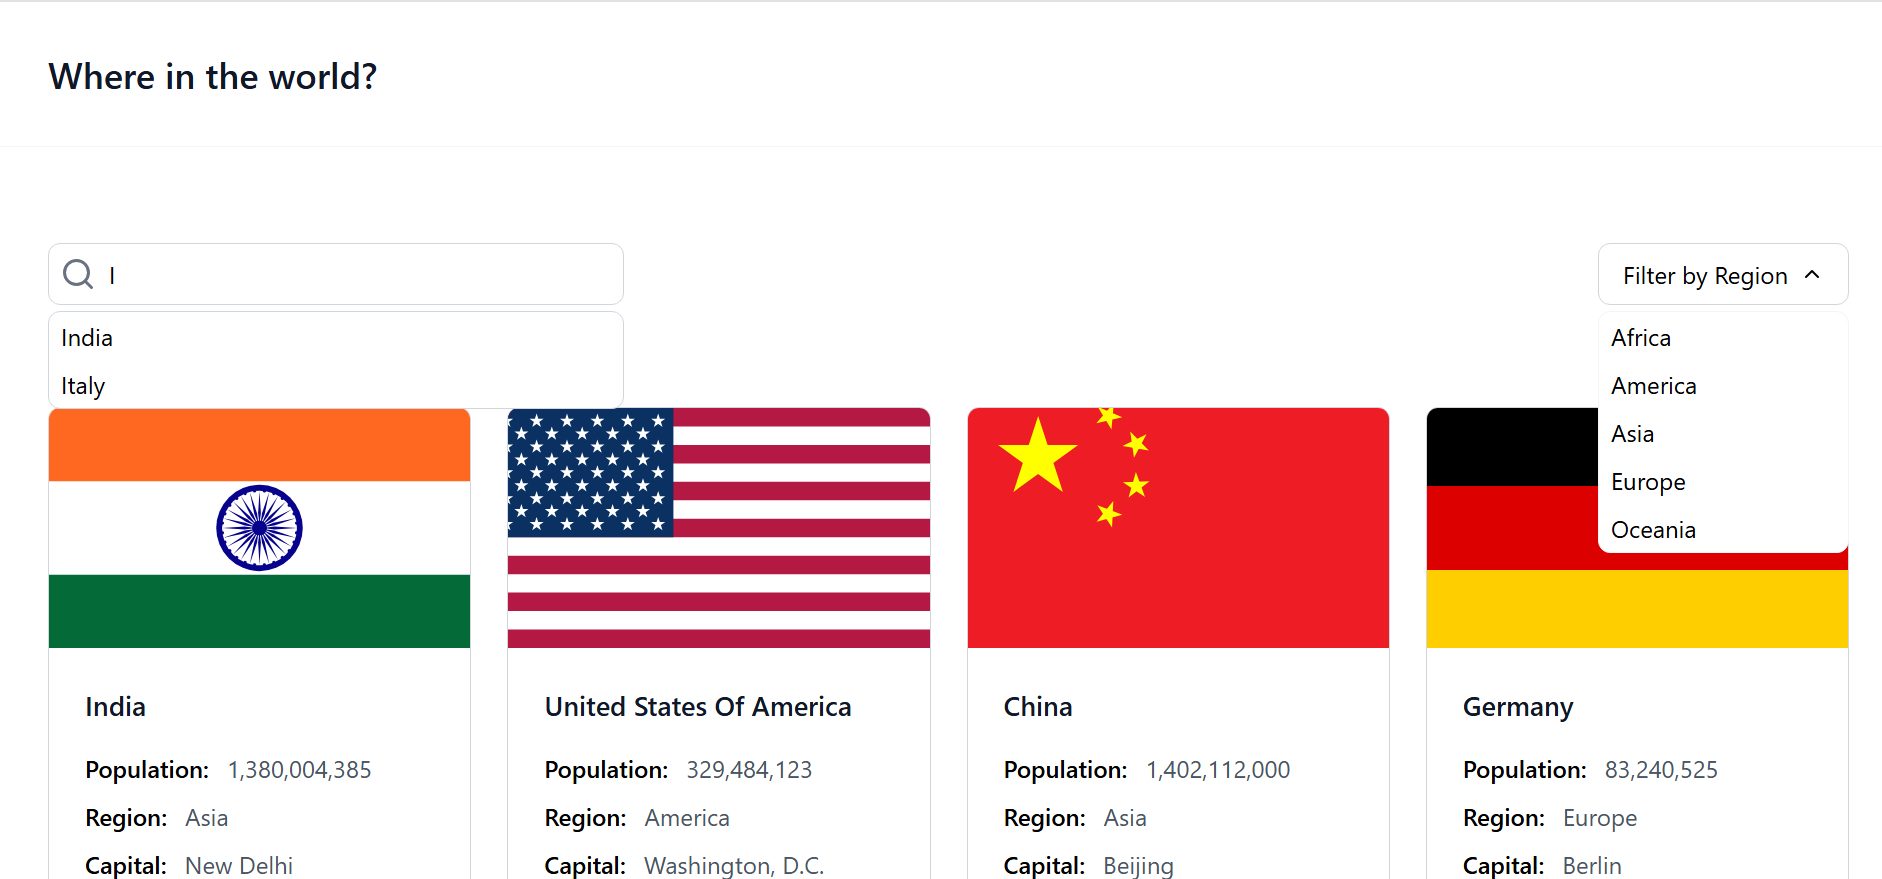 Where in the world?
I
Filter by Region
India
Italy
Africa
America
Asia
Europe
Oceania
India
Population: 1,380,004,385
Region: Asia
Capital: New Delhi
United States Of America
Population: 329,484,123
Region: America
Capital: Washington, D.C.
China
Population: 1,402,112,000
Region: Asia
Capital: Beijing
Germany
Population: 83,240,525
Region: Europe
Capital: Berlin